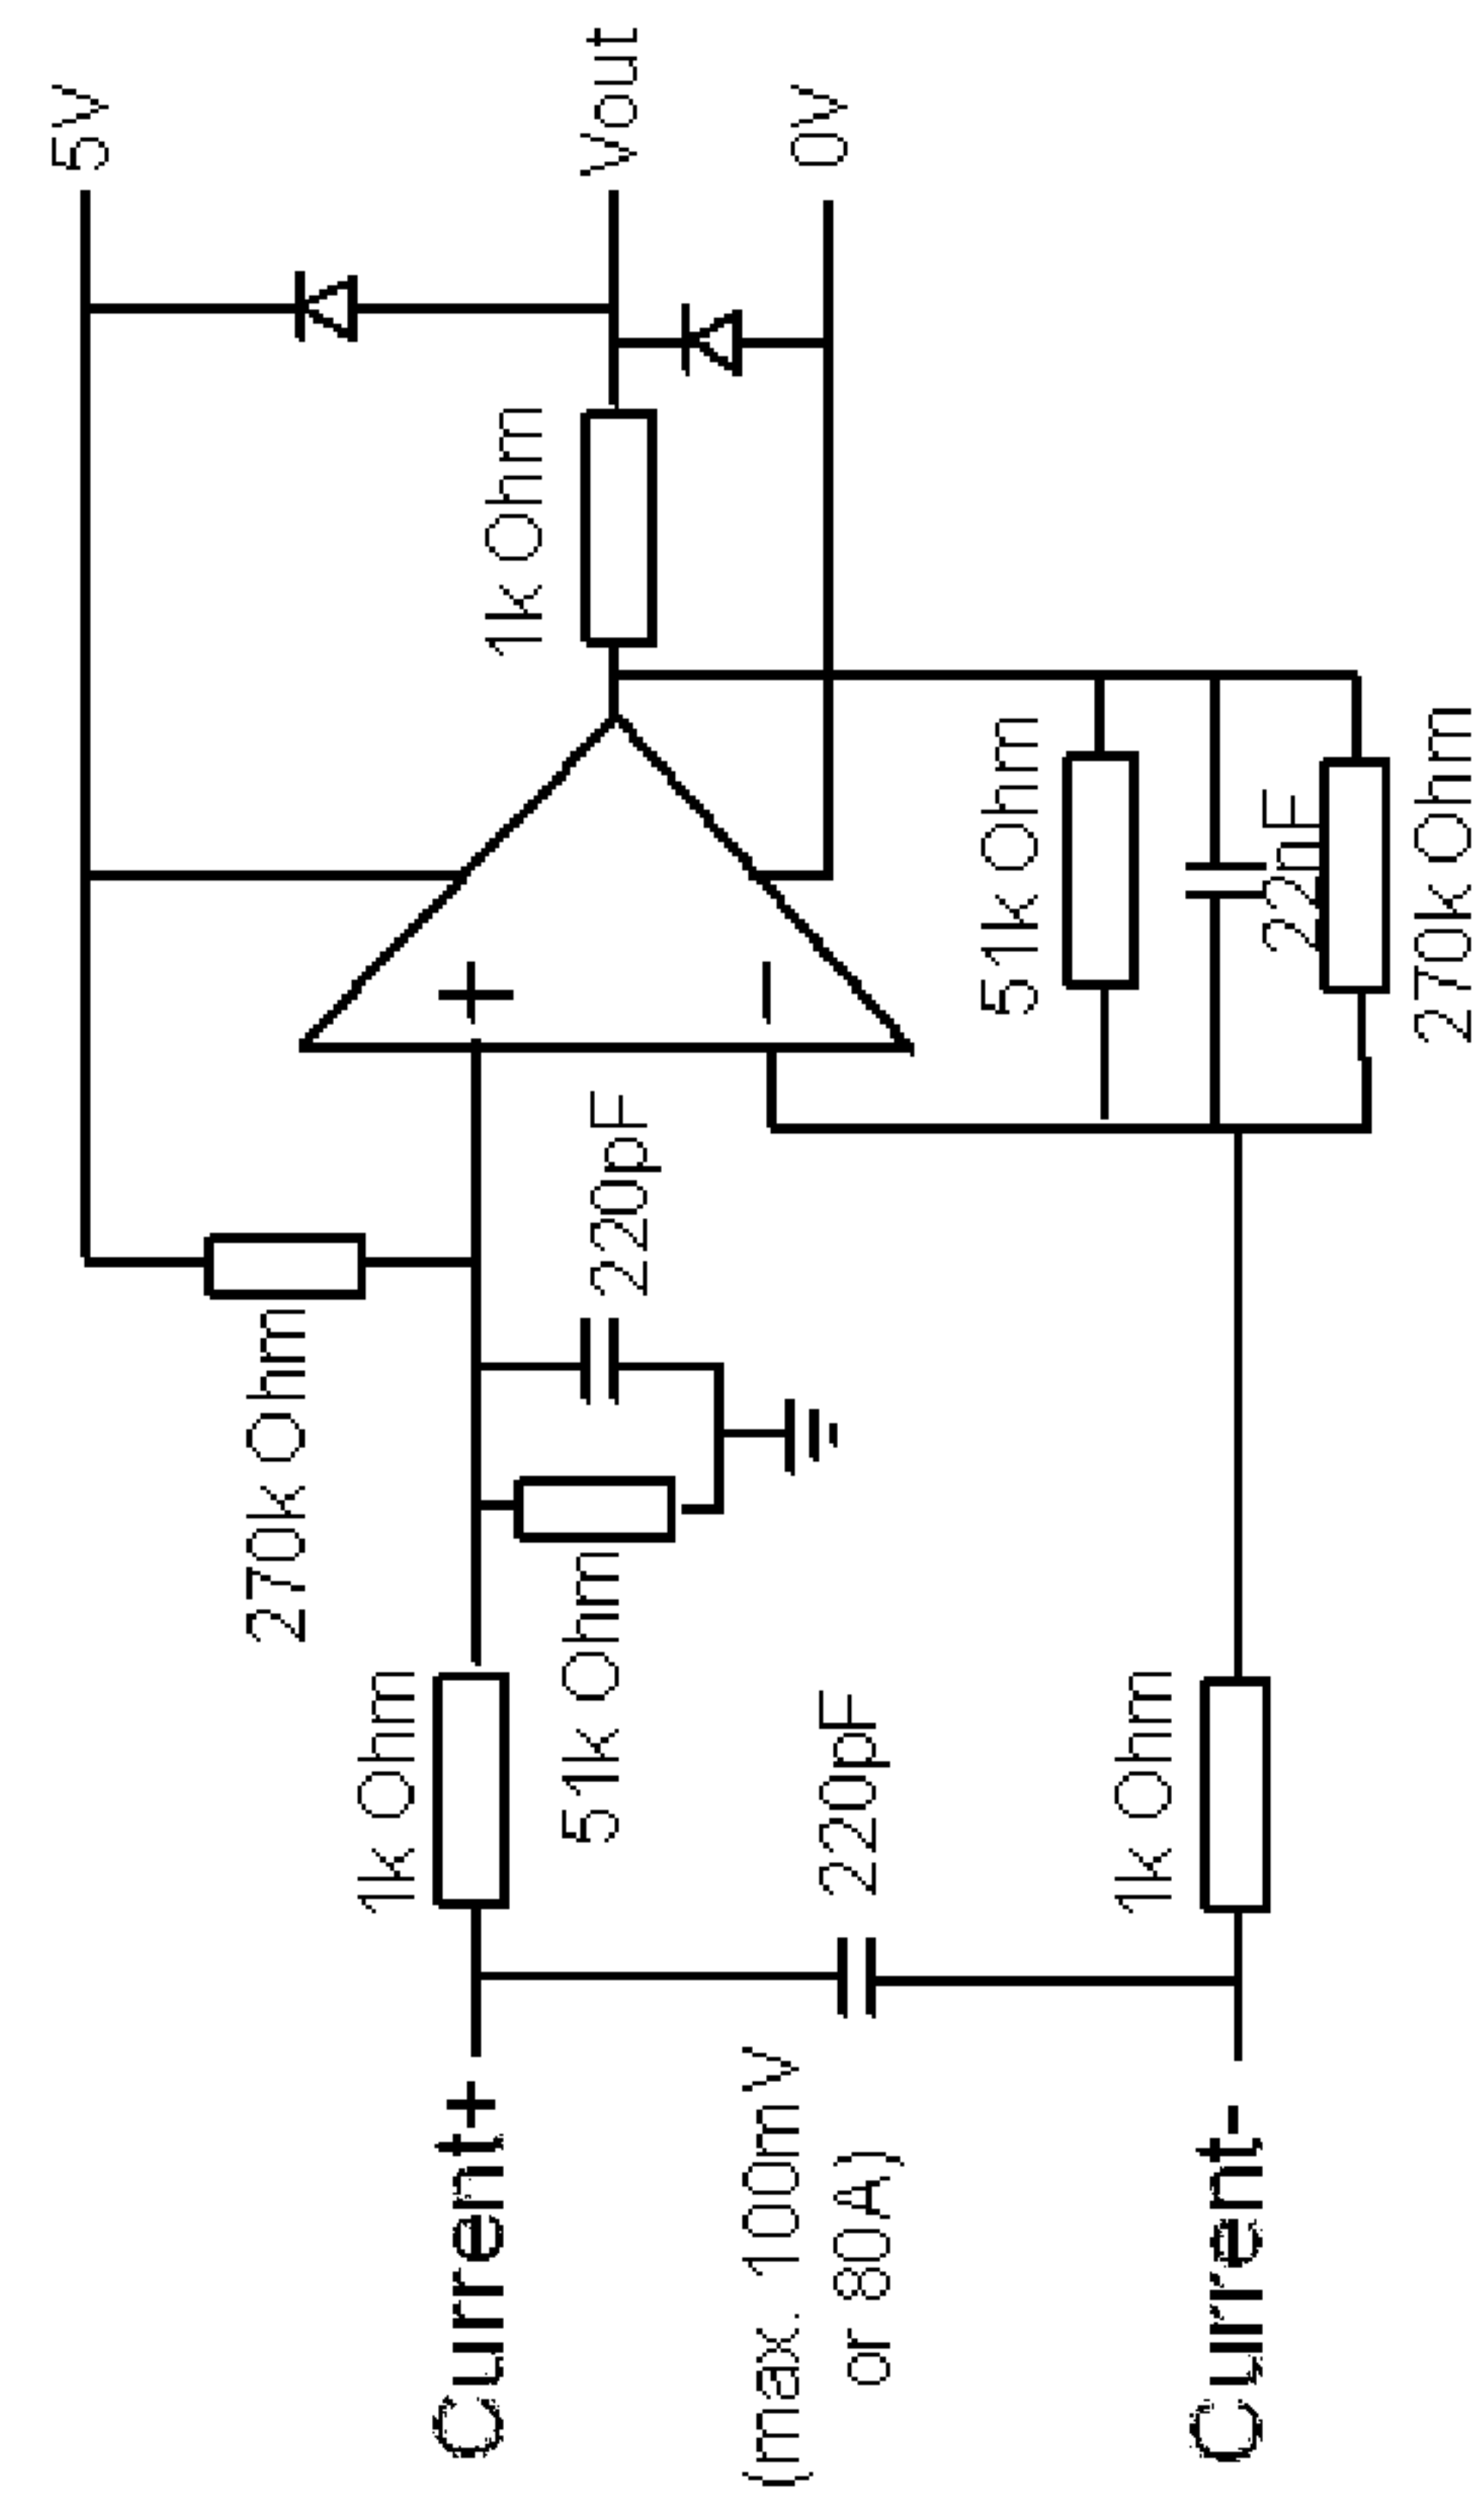 5V
270k Ohm
1k Ohm
Current+
1k Ohm
51k Ohm
220pF
Vout
(max. 100mV
or 80A)
220pF
0V
51k Ohm
1k Ohm
Current-
270k Ohm